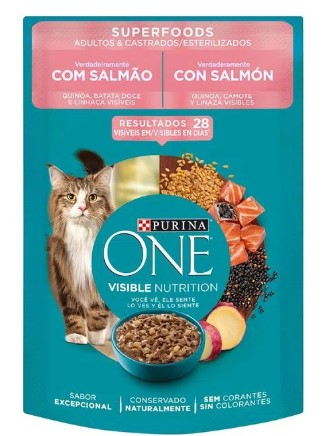 SUPERFOODS
ADULTOS & CASTRADOS/ESTERILIZADOS
Verdadeiramente
COM SALMÃO
QUINOA, BATATA DOCE
E LINHAÇA VISÍVEIS
Verdaderamente
CON SALMÓN
QUINOA, CAMOTE
Y LINAZA VISIBLES
RESULTADOS 28
VISÍVEIS EM/VISIBLES EN DIAS
PURINA
ONE
VISIBLE NUTRITION
VOCÊ VÊ, ELE SENTE
LO VES Y ÉL LO SIENTE
SABOR
EXCEPCIONAL
CONSERVADO
NATURALMENTE
SEM CORANTES
SIN COLORANTES